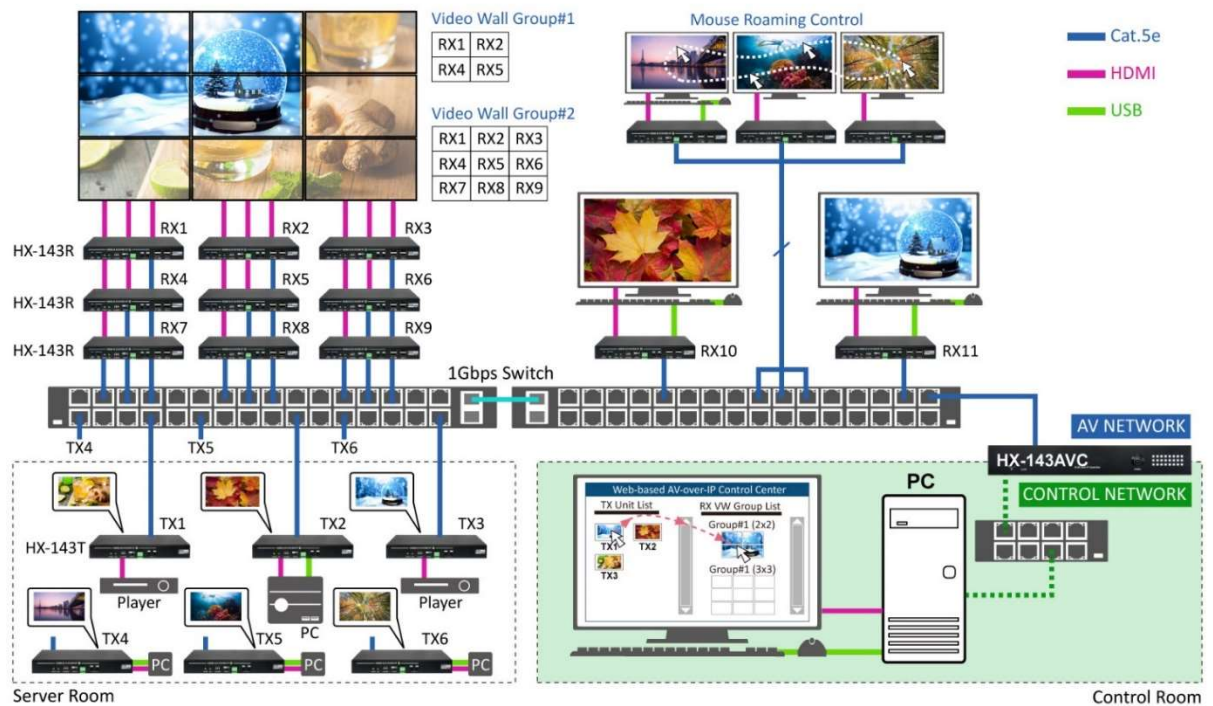 Video Wall Group#1
RX1 RX2
RX4 RX5
Video Wall Group#2
RX1 RX2 RX3
RX4 RX5 RX6
RX7 RX8 RX9
Mouse Roaming Control
Cat.5e
HDMI
USB
RX1 RX2 RX3
HX-143R
RX4 RX5 RX6
HX-143R
RX7 RX8 RX9
HX-143R
RX10 RX11
1Gbps Switch
TX4 TX5 TX6
AV NETWORK
HX-143AVC
CONTROL NETWORK
TX1 TX2 TX3
HX-143T
Player
PC
Player
TX4 TX5 TX6
PC PC PC
Server Room
Web-based AV-over-IP Control Center
TX Unit List RX VW Group List
Group#1 (2x2)
TX1 TX2
TX3
Group#1 (3x3)
PC
Control Room